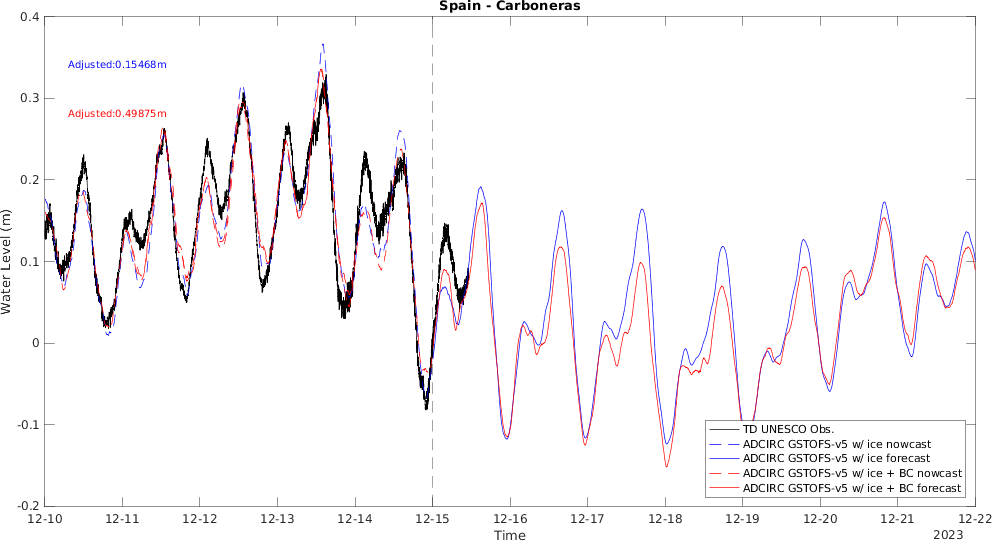 Spain - Carboneras
Water Level (m)
0.4
0.3
0.2
0.1
0
-0.1
-0.2
Adjusted:0.15468m
Adjusted:0.49875m
TD UNESCO Obs.
ADCIRC GSTOFS-v5 w/ ice nowcast
ADCIRC GSTOFS-v5 w/ ice forecast
ADCIRC GSTOFS-v5 w/ ice + BC nowcast
ADCIRC GSTOFS-v5 w/ ice + BC forecast
12-10 12-11 12-12 12-13 12-14 12-15 12-16 12-17 12-18 12-19 12-20 12-21 12-22
Time
2023